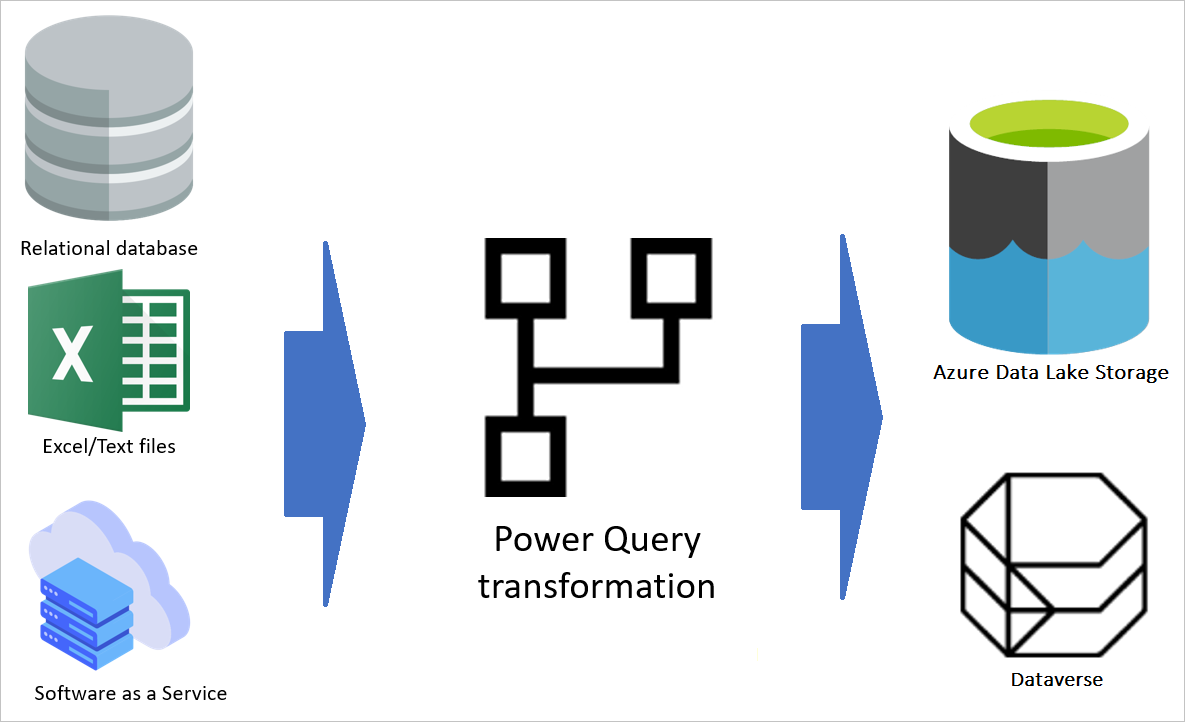 Relational database
X
Excel/Text files
Software as a Service
Power Query
transformation
Azure Data Lake Storage
Dataverse